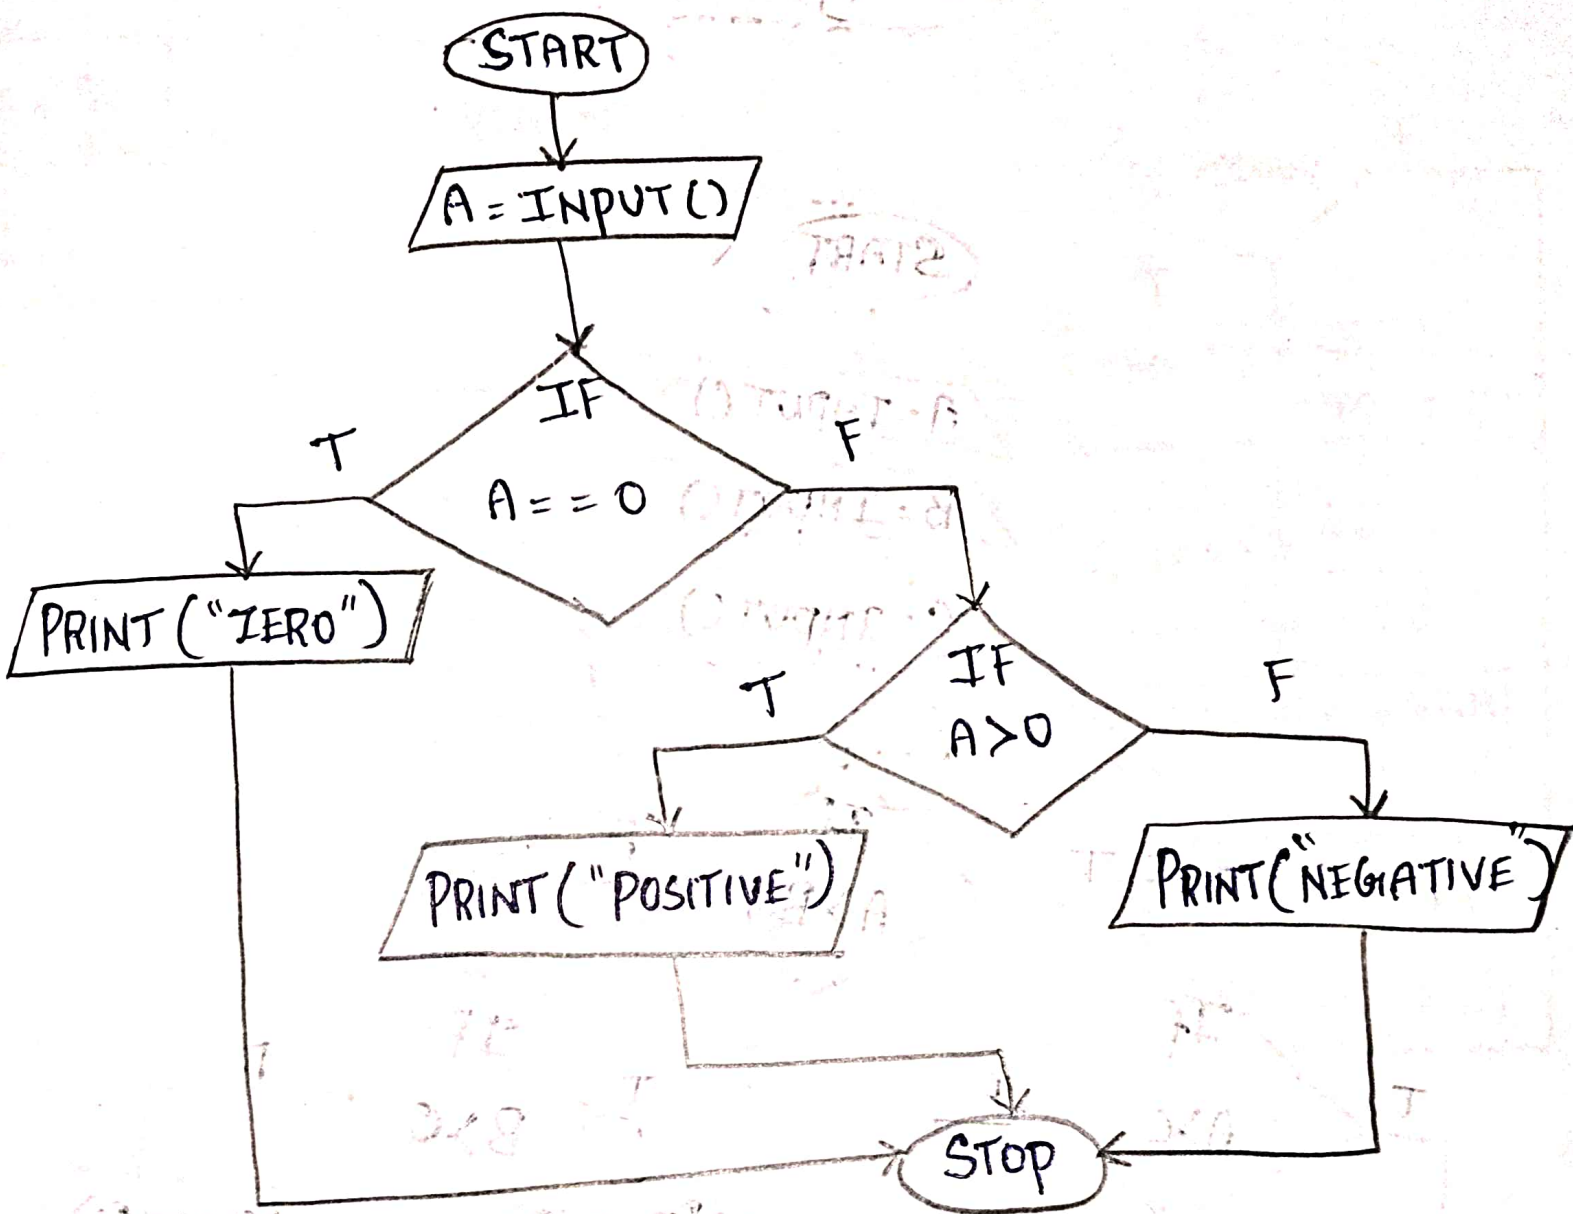 START
A = INPUT ()
IF
A = = 0
T
F
PRINT ("ZERO")
IF
A > 0
T
F
PRINT ("POSITIVE")
PRINT ("NEGATIVE")
STOP